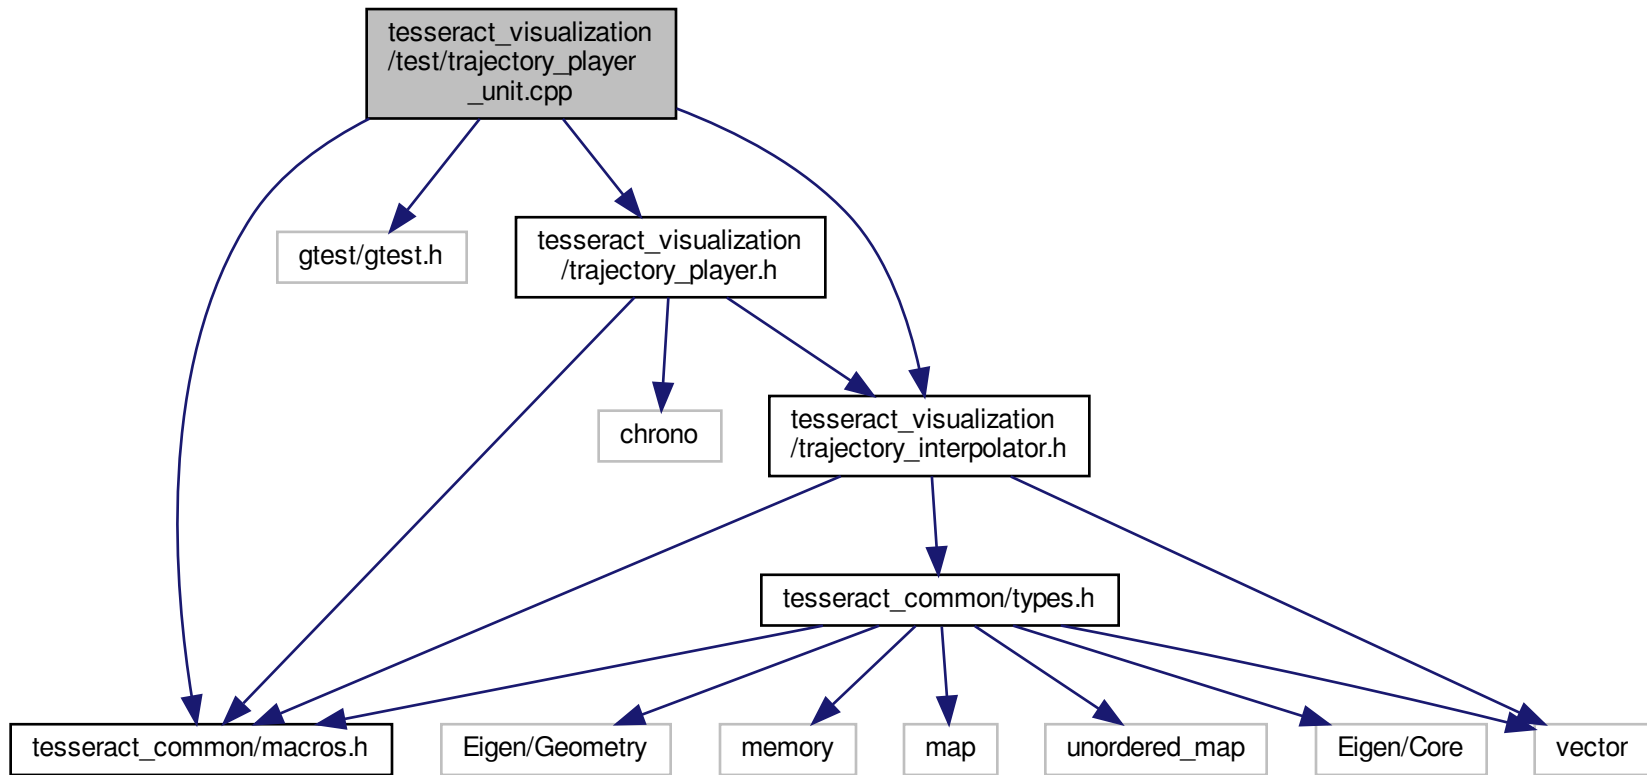 tesseract_visualization
/test/trajectory_player
_unit.cpp
gtest/gtest.h
tesseract_visualization
/trajectory_player.h
chrono
tesseract_visualization
/trajectory_interpolator.h
tesseract_common/types.h
tesseract_common/macros.h
Eigen/Geometry
memory
map
unordered_map
Eigen/Core
vector